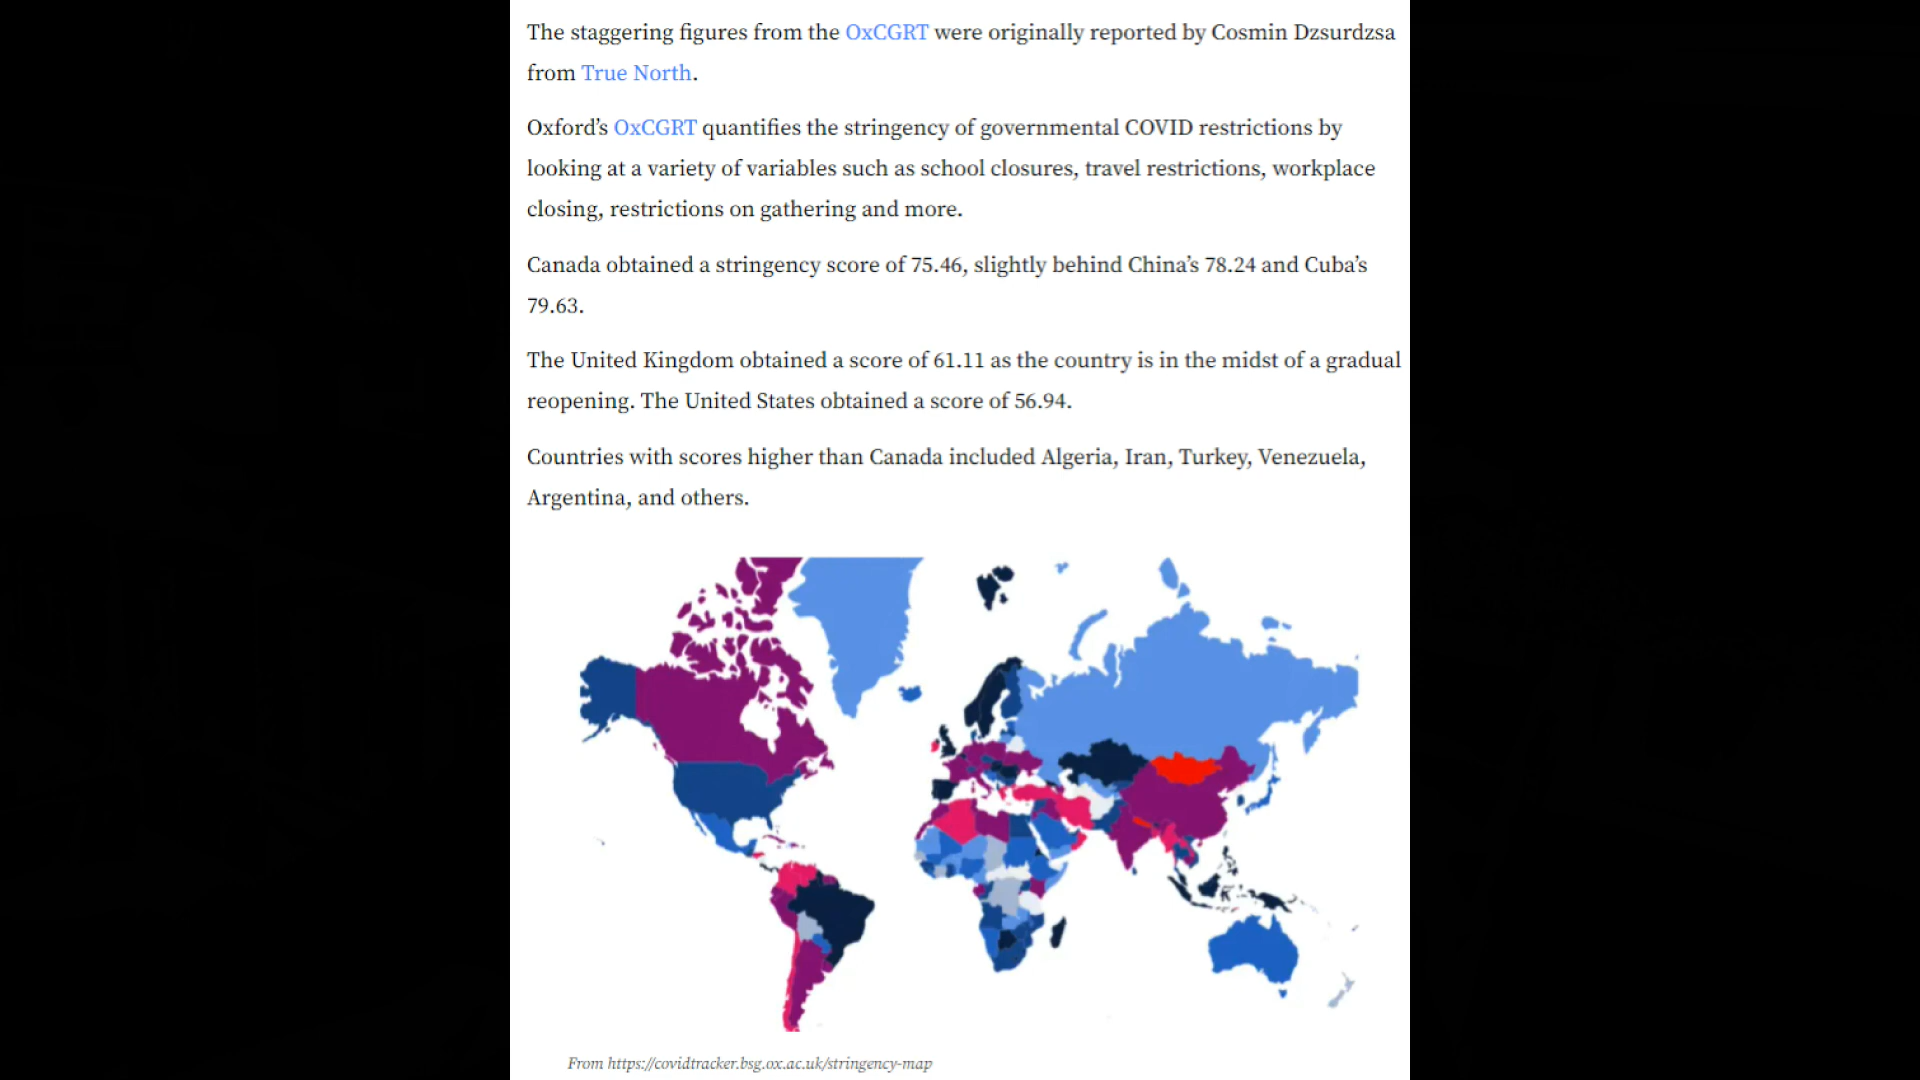 The staggering figures from the OxCGRT were originally reported by Cosmin Dzsurdzsa
from True North.
Oxford’s OxCGRT quantifies the stringency of governmental COVID restrictions by
looking at a variety of variables such as school closures, travel restrictions, workplace
closing, restrictions on gathering and more.
Canada obtained a stringency score of 75.46, slightly behind China’s 78.24 and Cuba’s
79.63.
The United Kingdom obtained a score of 61.11 as the country is in the midst of a gradual
reopening. The United States obtained a score of 56.94.
Countries with scores higher than Canada included Algeria, Iran, Turkey, Venezuela,
Argentina, and others.
From https://covidtracker.bsg.ox.ac.uk/stringency-map